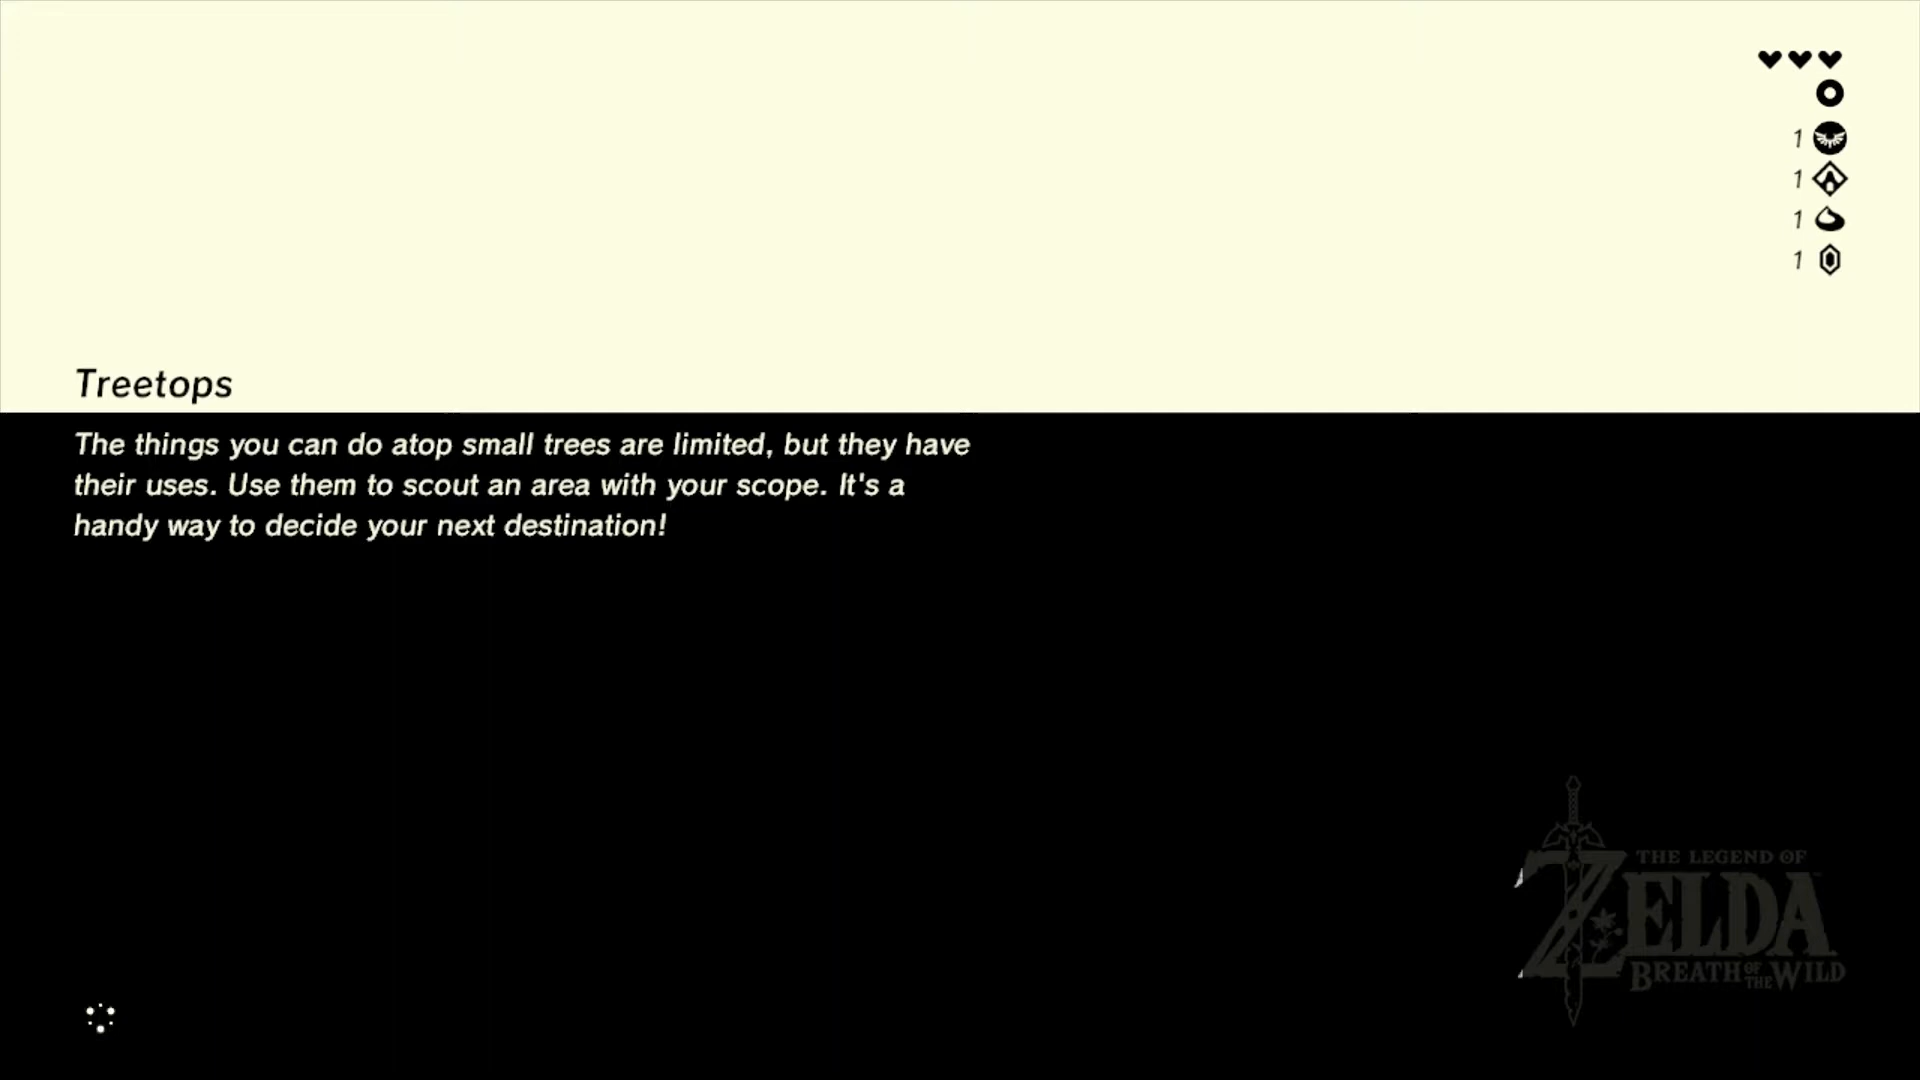 1
1
1
1
Treetops
The things you can do atop small trees are limited, but they have
their uses. Use them to scout an area with your scope. It's a
handy way to decide your next destination!
THE LEGEND OF
ZELDA
BREATH OF THE WILD